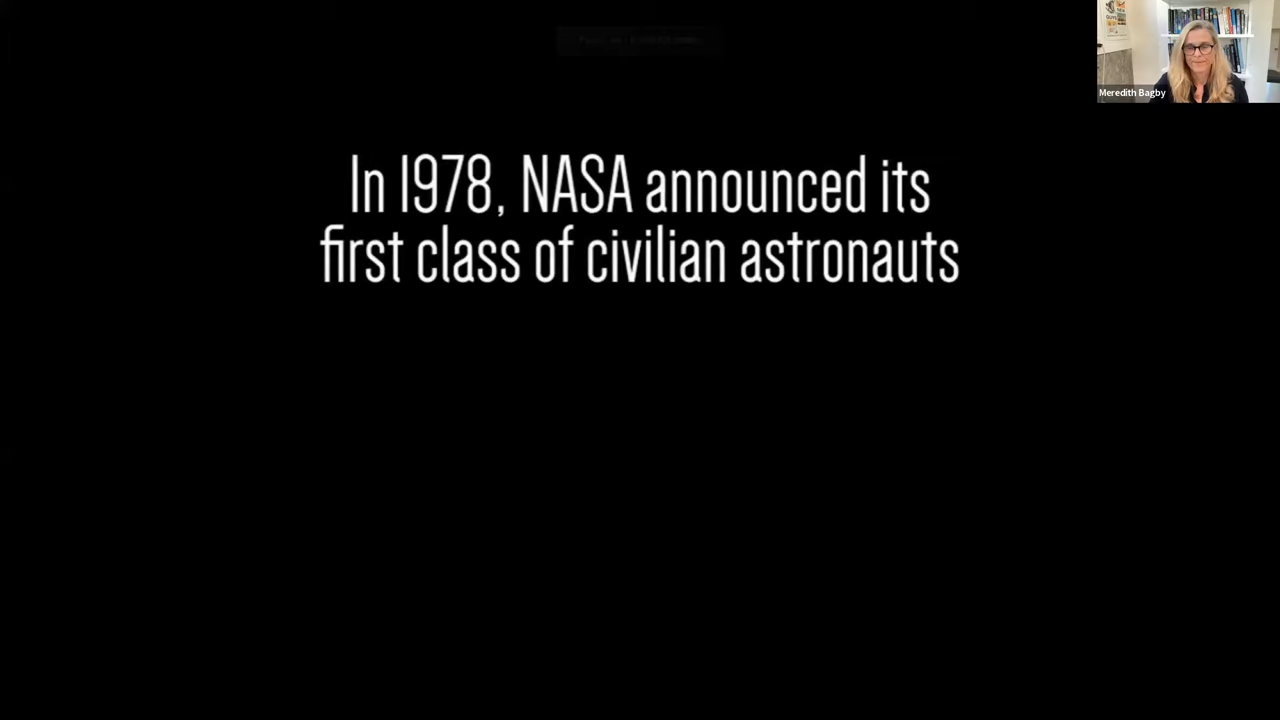 In 1978, NASA announced its
first class of civilian astronauts
Meredith Bagby